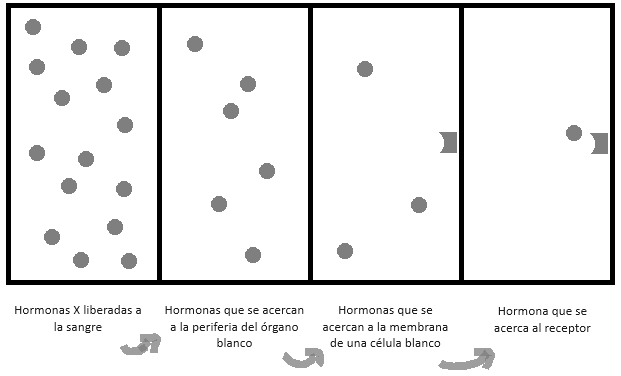 Hormonas X liberadas a
la sangre
Hormonas que se acercan
a la periferia del órgano
blanco
Hormonas que se
acercan a la membrana
de una célula blanco
Hormona que se
acerca al receptor